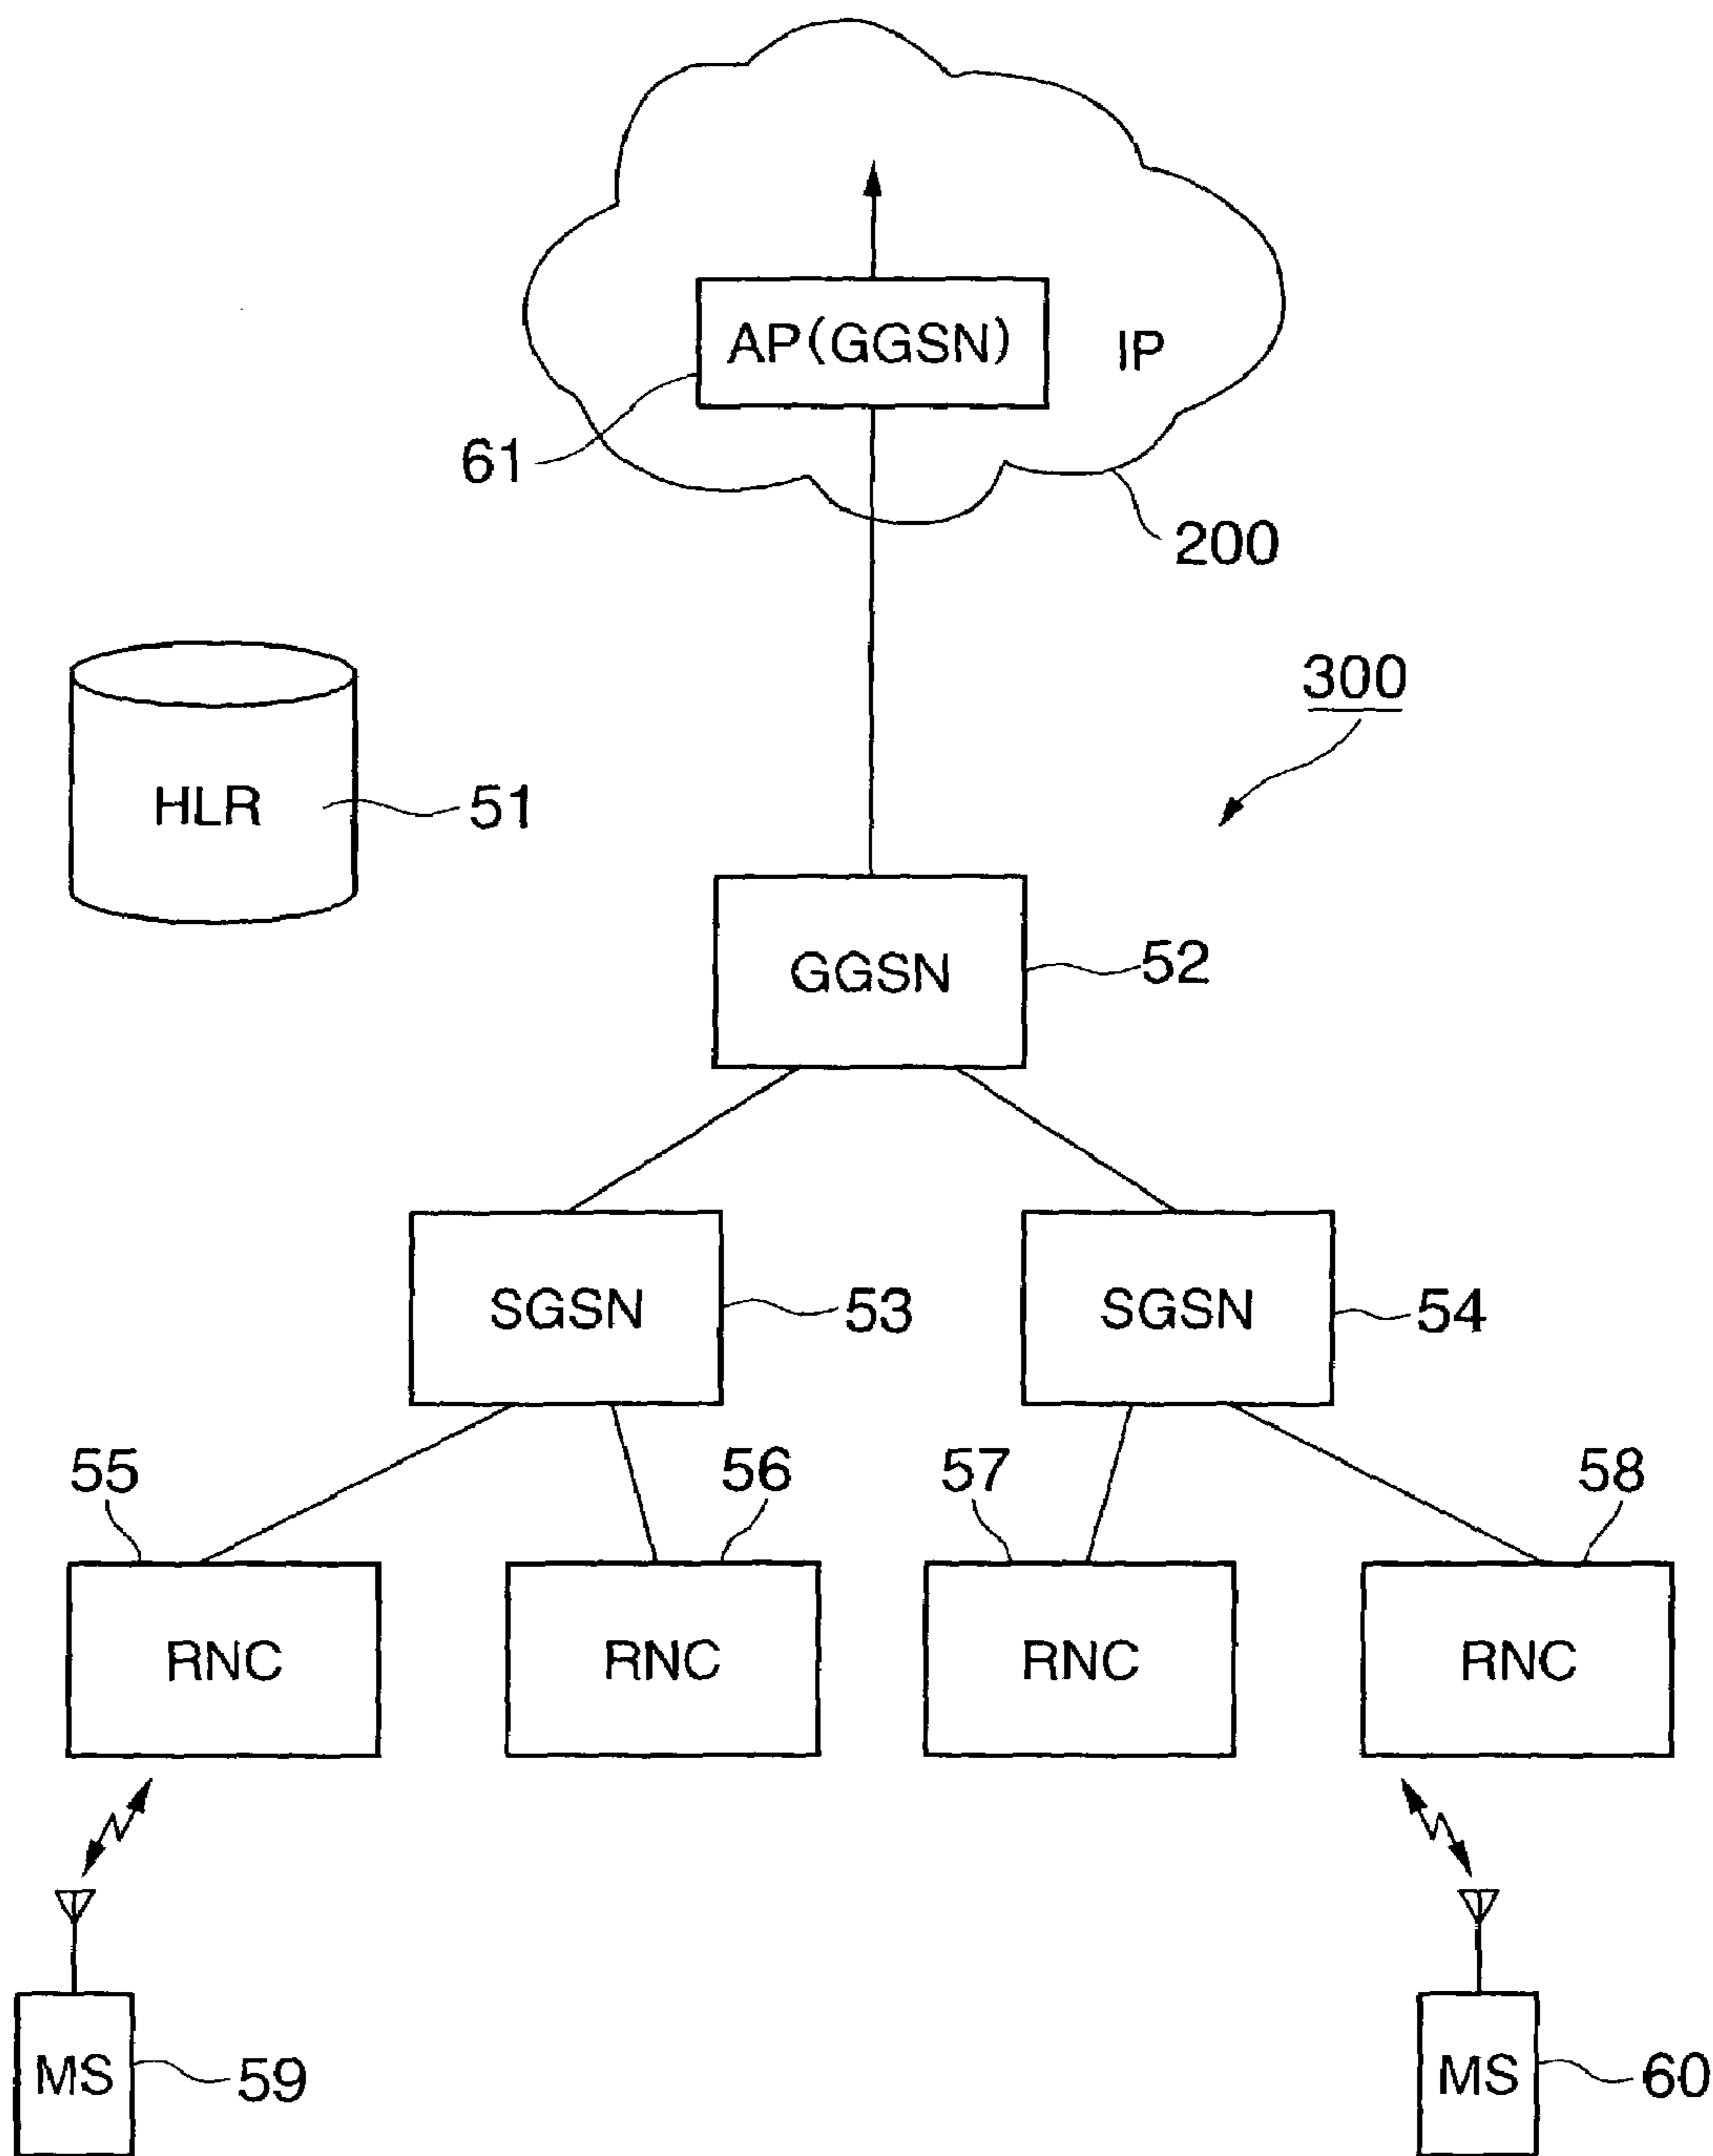 AP(GGSN)
IP
61
200
300
HLR
51
GGSN
52
SGSN
53
SGSN
54
55
56
57
58
RNC
RNC
RNC
RNC
MS
59
MS
60